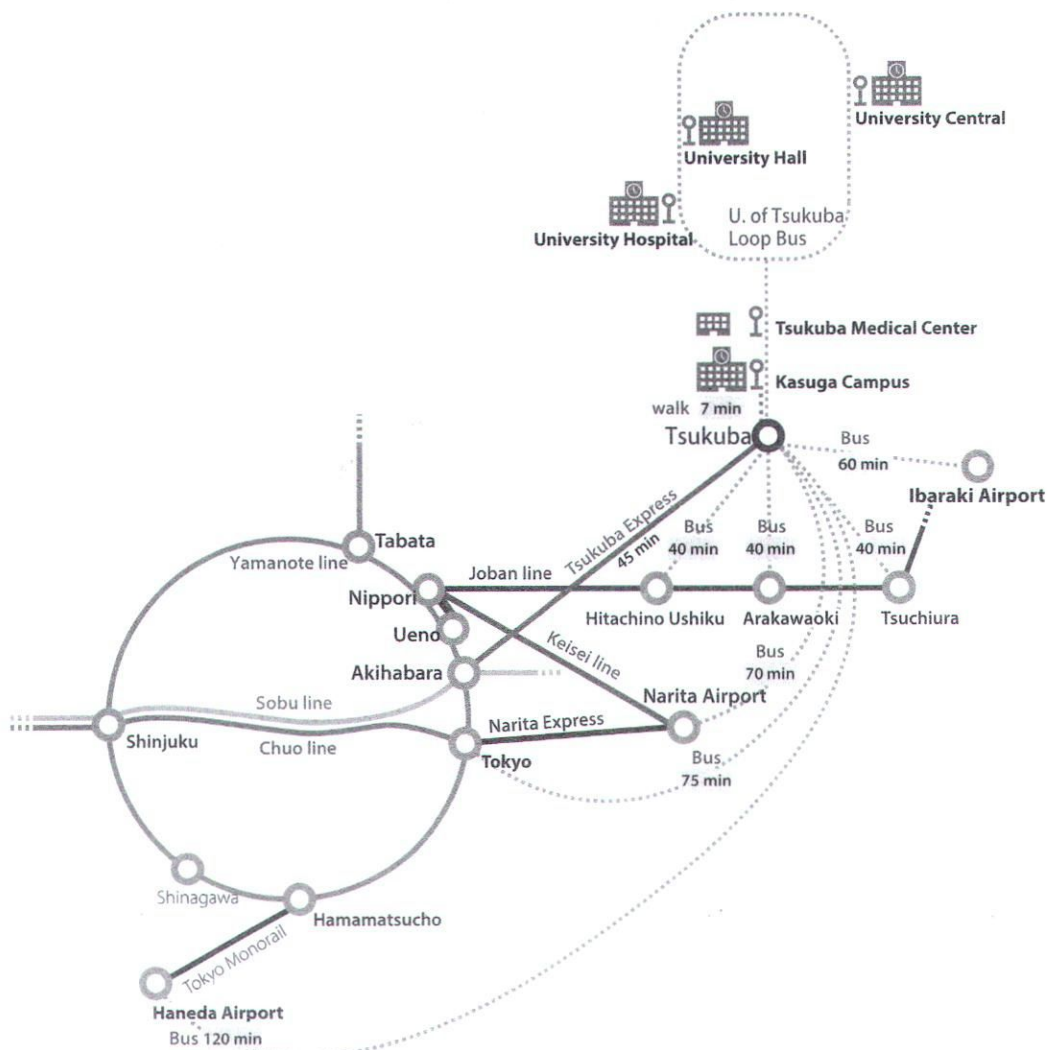 University Central
University Hall
University Hospital
U. of Tsukuba
Loop Bus
Tsukuba Medical Center
Kasuga Campus
walk 7 min
Tsukuba
Bus
60 min
Ibaraki Airport
Tsukuba Express
45 min
Bus
40 min
Bus
40 min
Bus
40 min
Tabata
Yamanote line
Nippori
Joban line
Hitachino Ushiku
Arakawaoki
Tsuchiura
Ueno
Keisei line
Akihabara
Bus
70 min
Narita Airport
Sobu line
Narita Express
Shinjuku
Chuo line
Tokyo
Bus
75 min
Shinagawa
Hamamatsucho
Tokyo Monorail
Haneda Airport
Bus 120 min